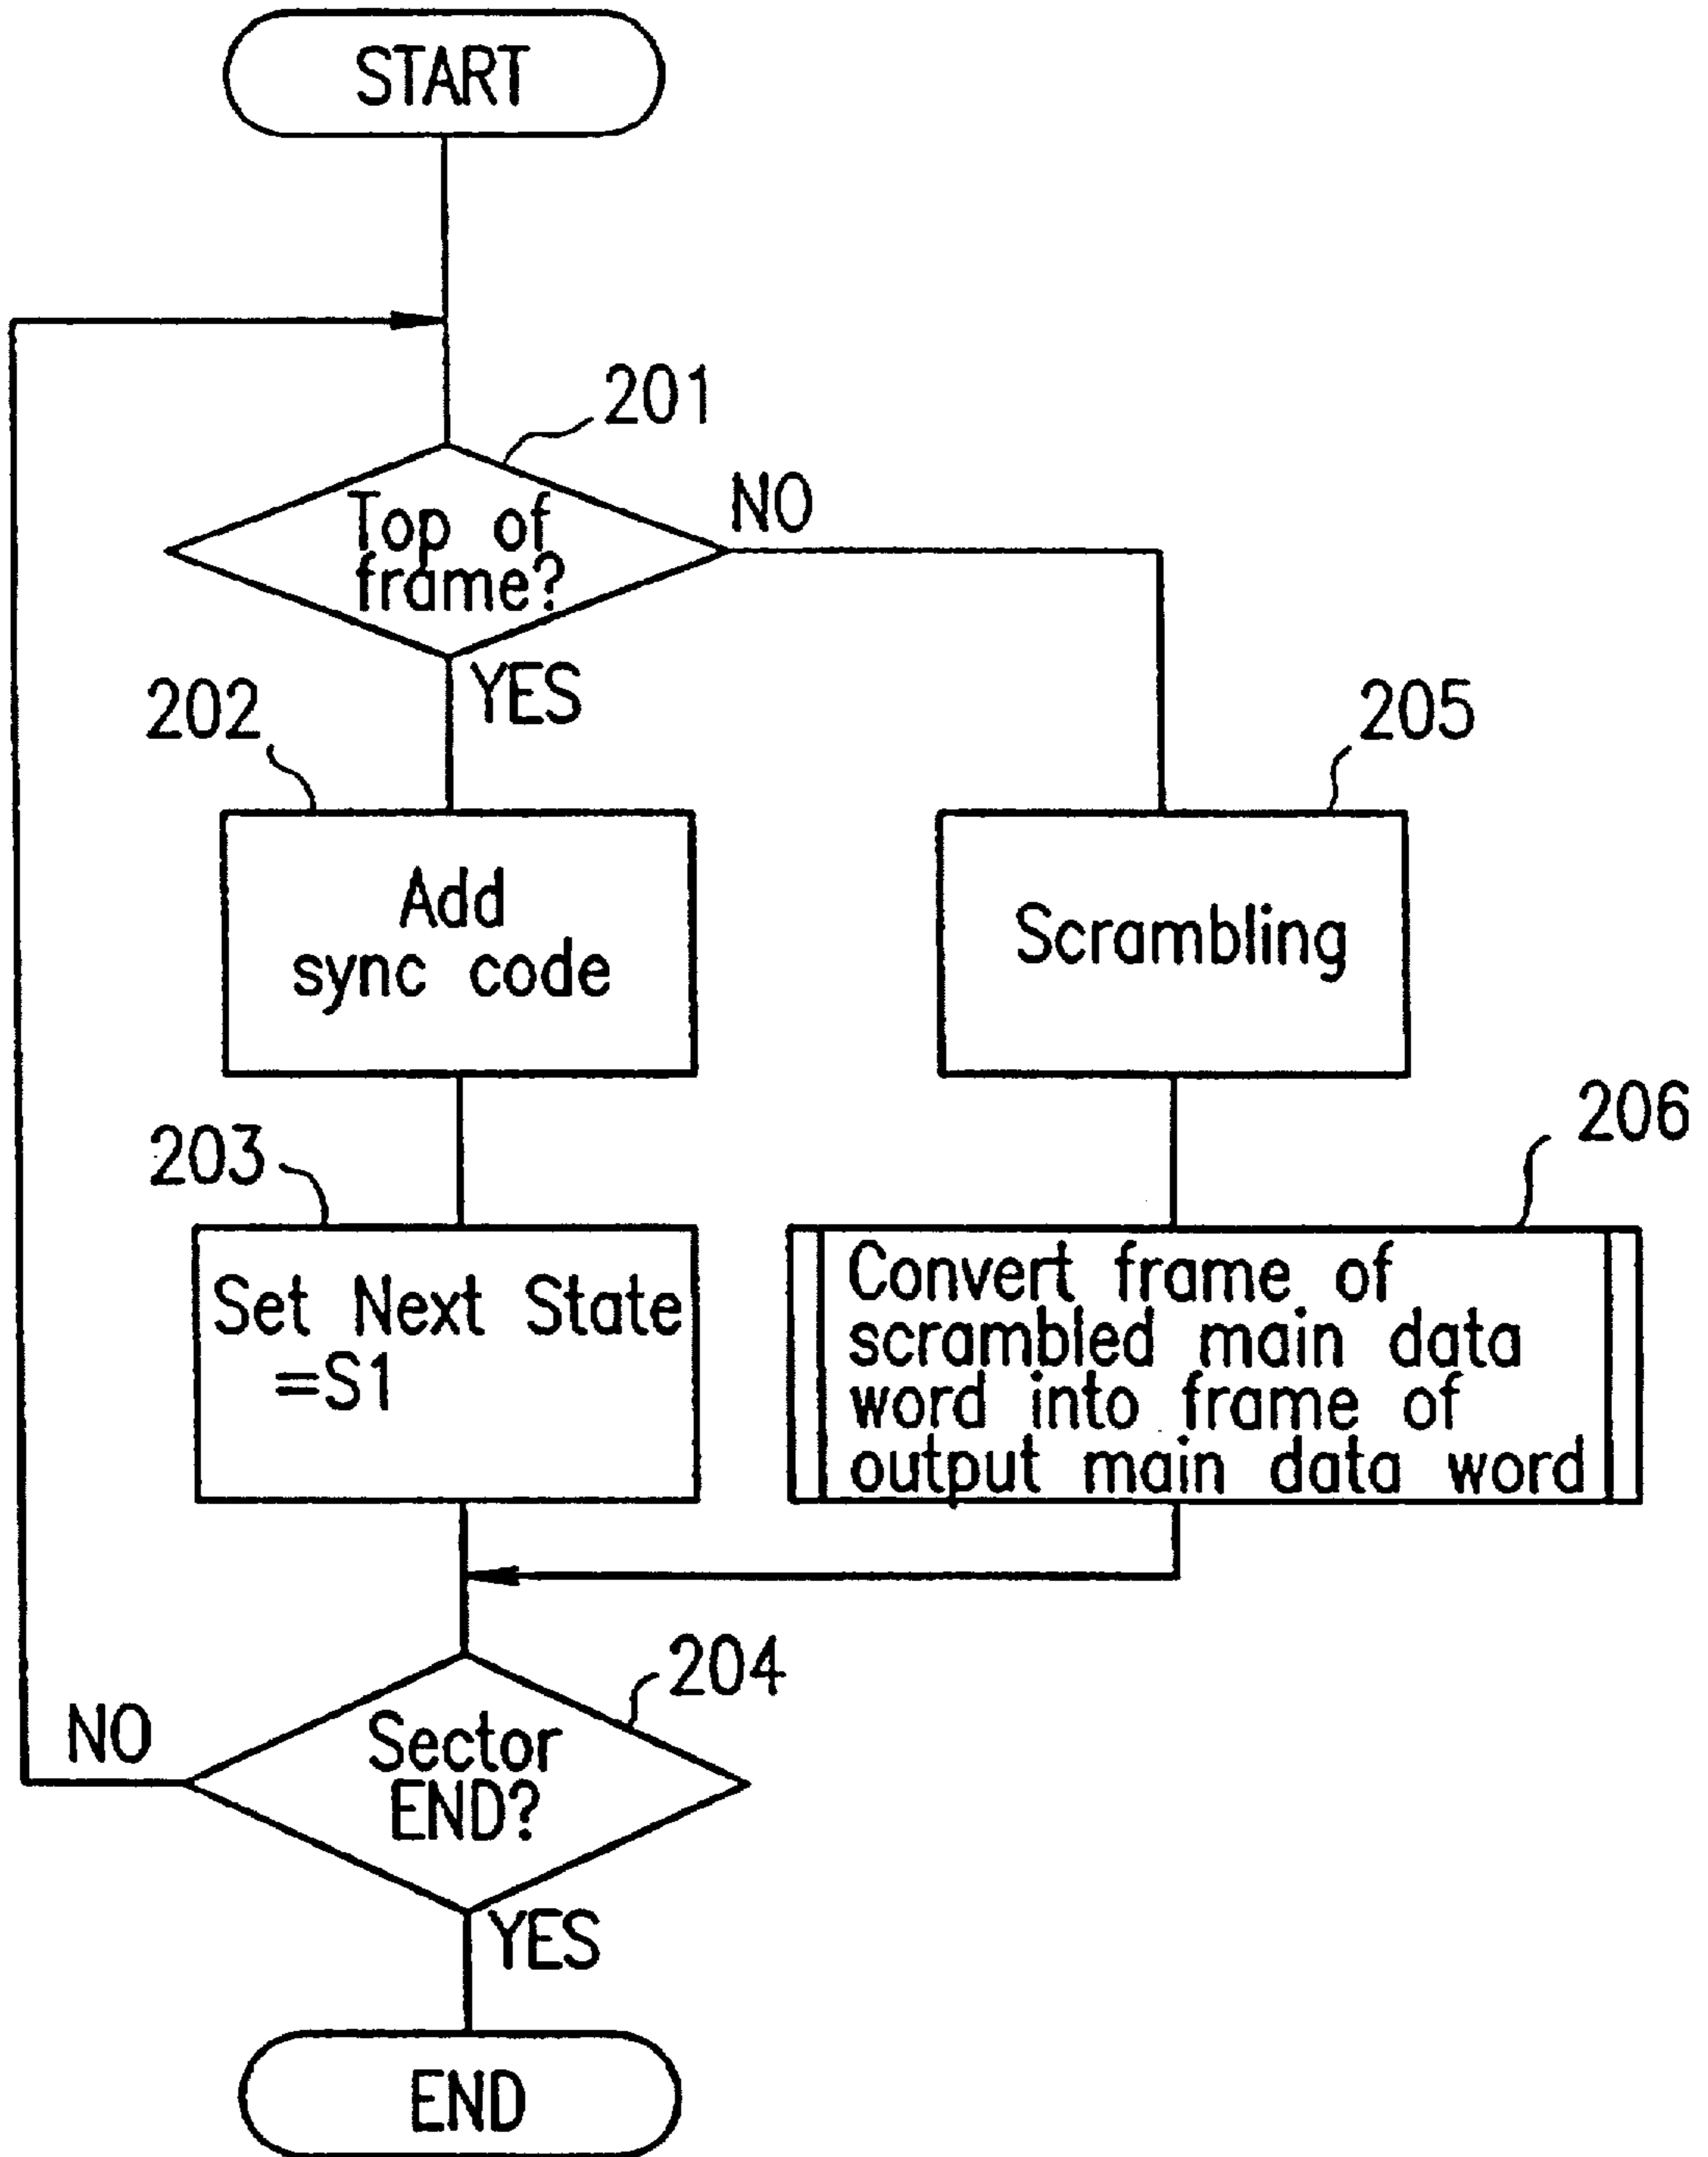 START
201
Top of
frame?
NO
YES
202
205
Add
sync code
Scrambling
203
206
Set Next State
=S1
Convert frame of
scrambled main data
word into frame of
output main data word
204
Sector
END?
NO
YES
END